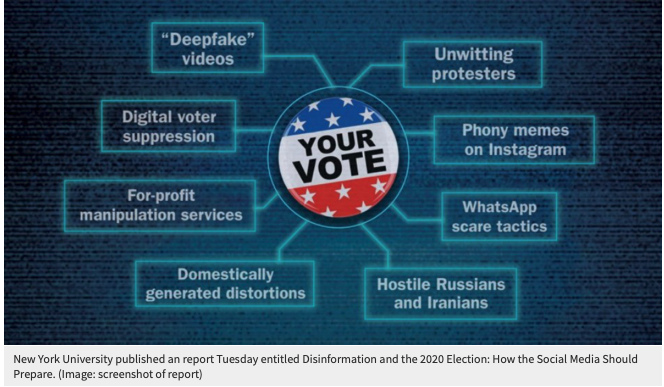 "Deepfake"
videos
Unwitting
protesters
Digital voter
suppression
YOUR
VOTE
Phony memes
on Instagram
For-profit
manipulation services
WhatsApp
scare tactics
Domestically
generated distortions
Hostile Russians
and Iranians
New York University published an report Tuesday entitled Disinformation and the 2020 Election: How the Social Media Should
Prepare. (Image: screenshot of report)